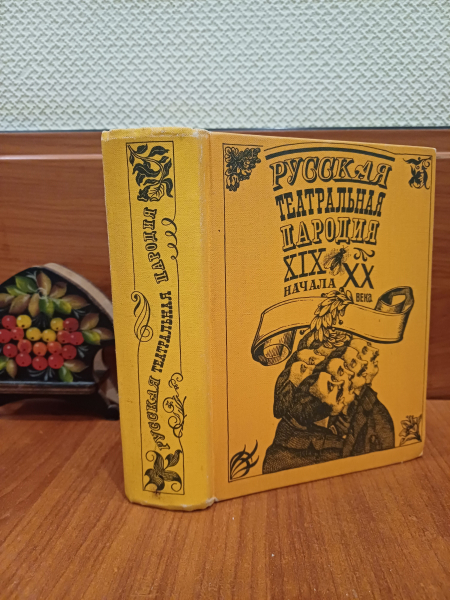 РУССКАЯ ТЕАТРАЛЬНАЯ ПАРОДИЯ
РУССКАЯ
ТЕАТРАЛЬНАЯ
ПАРОДИЯ
XIX XX
НАЧАЛА ВЕКА